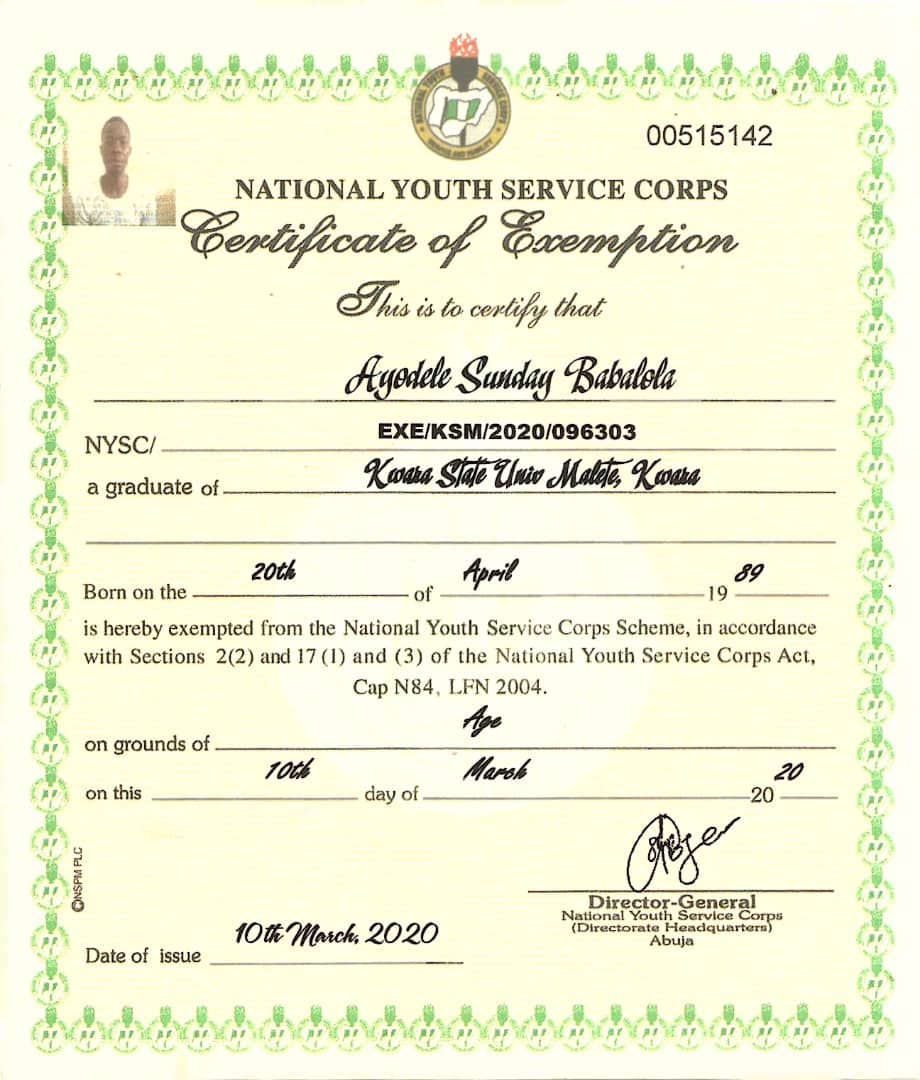 NATIONAL YOUTH SERVICE CORPS
00515142
NATIONAL YOUTH SERVICE CORPS
Certificate of Exemption
This is to certify that
Ayodele Sunday Babalola
NYSC/ EXE/KSM/2020/096303
a graduate of Kwara State Univ Malete, Kwara
Born on the 20th of April 19 89
is hereby exempted from the National Youth Service Corps Scheme, in accordance
with Sections 2(2) and 17 (1) and (3) of the National Youth Service Corps Act,
Cap N84, LFN 2004.
on grounds of Age
on this 10th day of March 20 20
©NSPM PLC
Director-General
National Youth Service Corps
(Directorate Headquarters)
Abuja
Date of issue 10th March, 2020